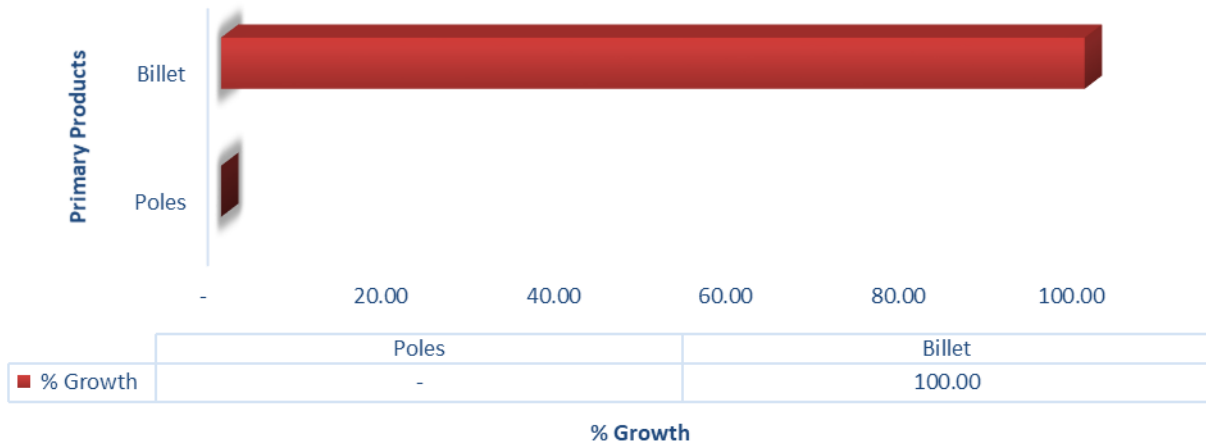 Primary Products
Billet
Poles
- 20.00 40.00 60.00 80.00 100.00
Poles Billet
% Growth - 100.00
% Growth